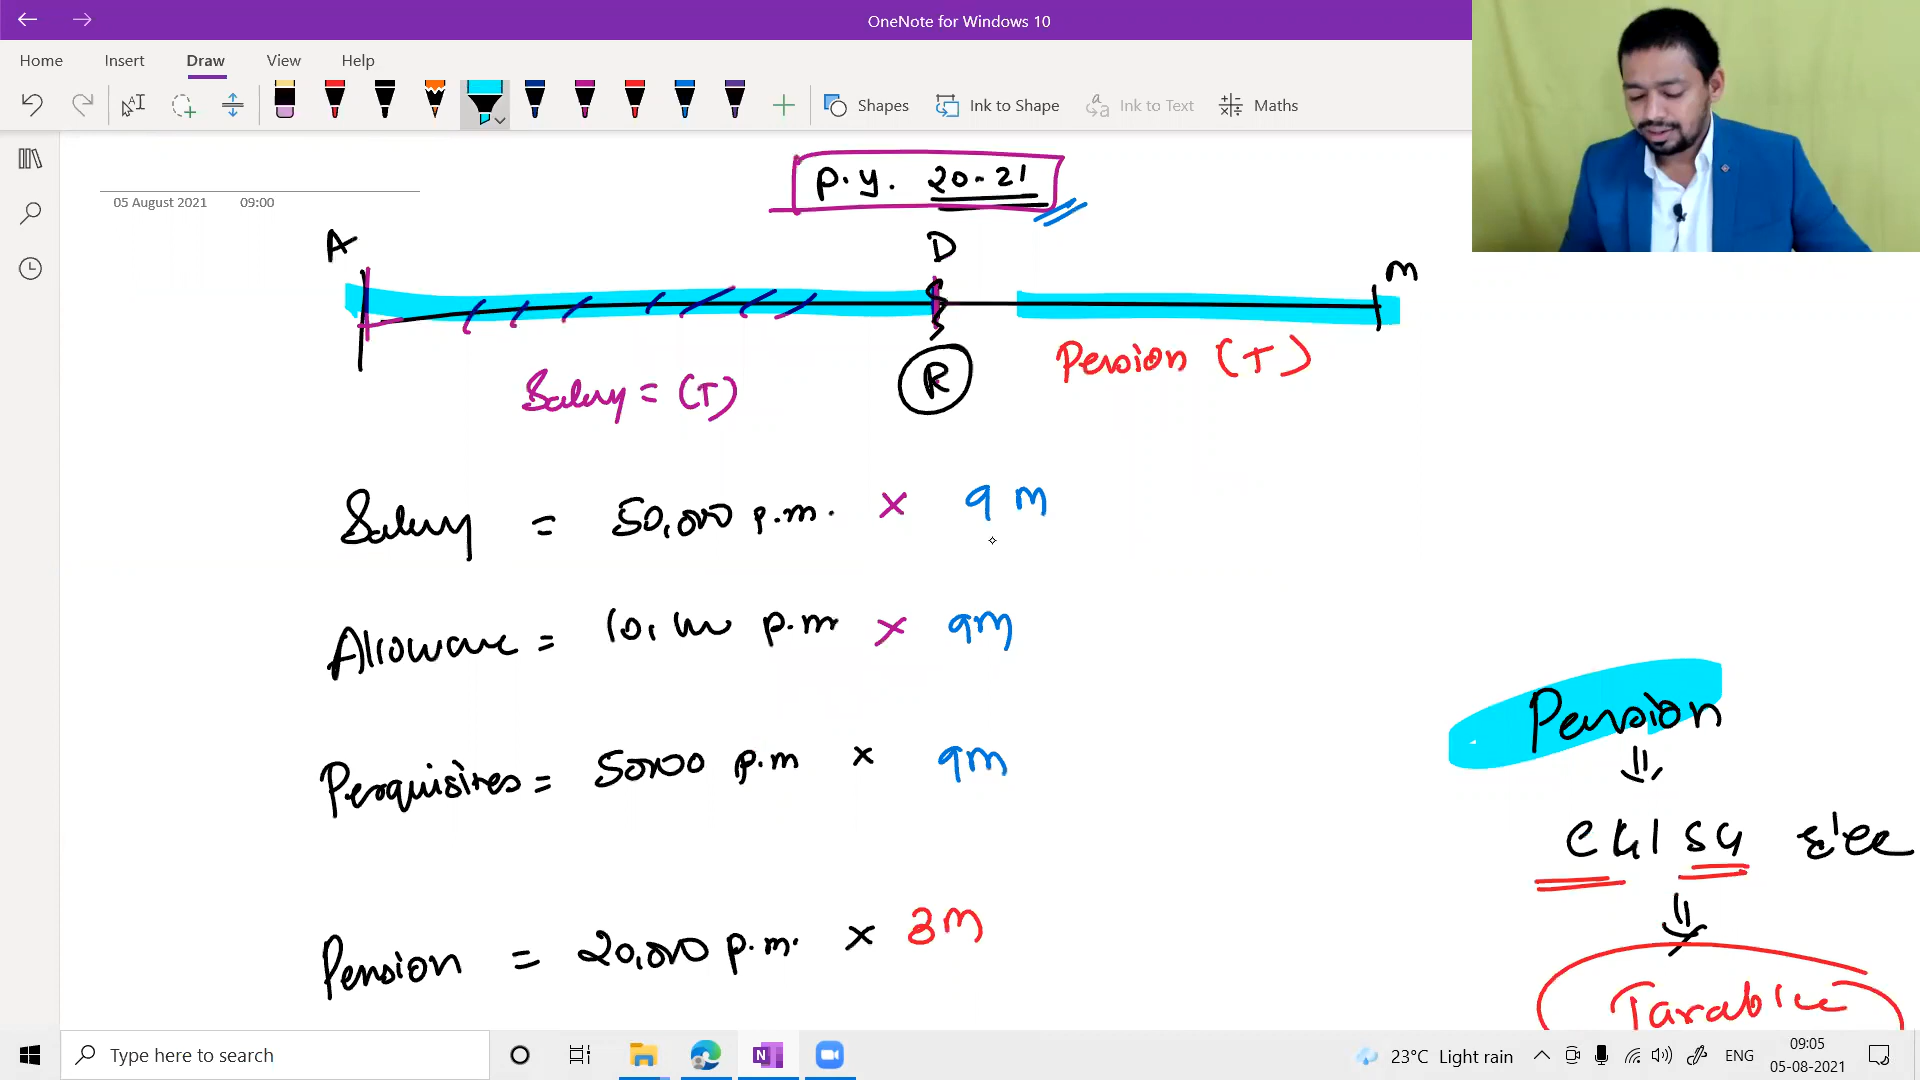 OneNote for Windows 10
Home Insert Draw View Help
Shapes Ink to Shape Ink to Text Maths
05 August 2021 09:00
P.Y. 20-21
A D M
R
Salary = (T)
Pension (T)
Salary = 50,000 p.m. × 9 m
Allowance = 10,000 p.m × 9m
Perquisites = 5000 p.m × 9m
Pension = 20,000 p.m. × 3m
Pension
CG/SG
Taxable
Type here to search
23°C Light rain
ENG
09:05
05-08-2021